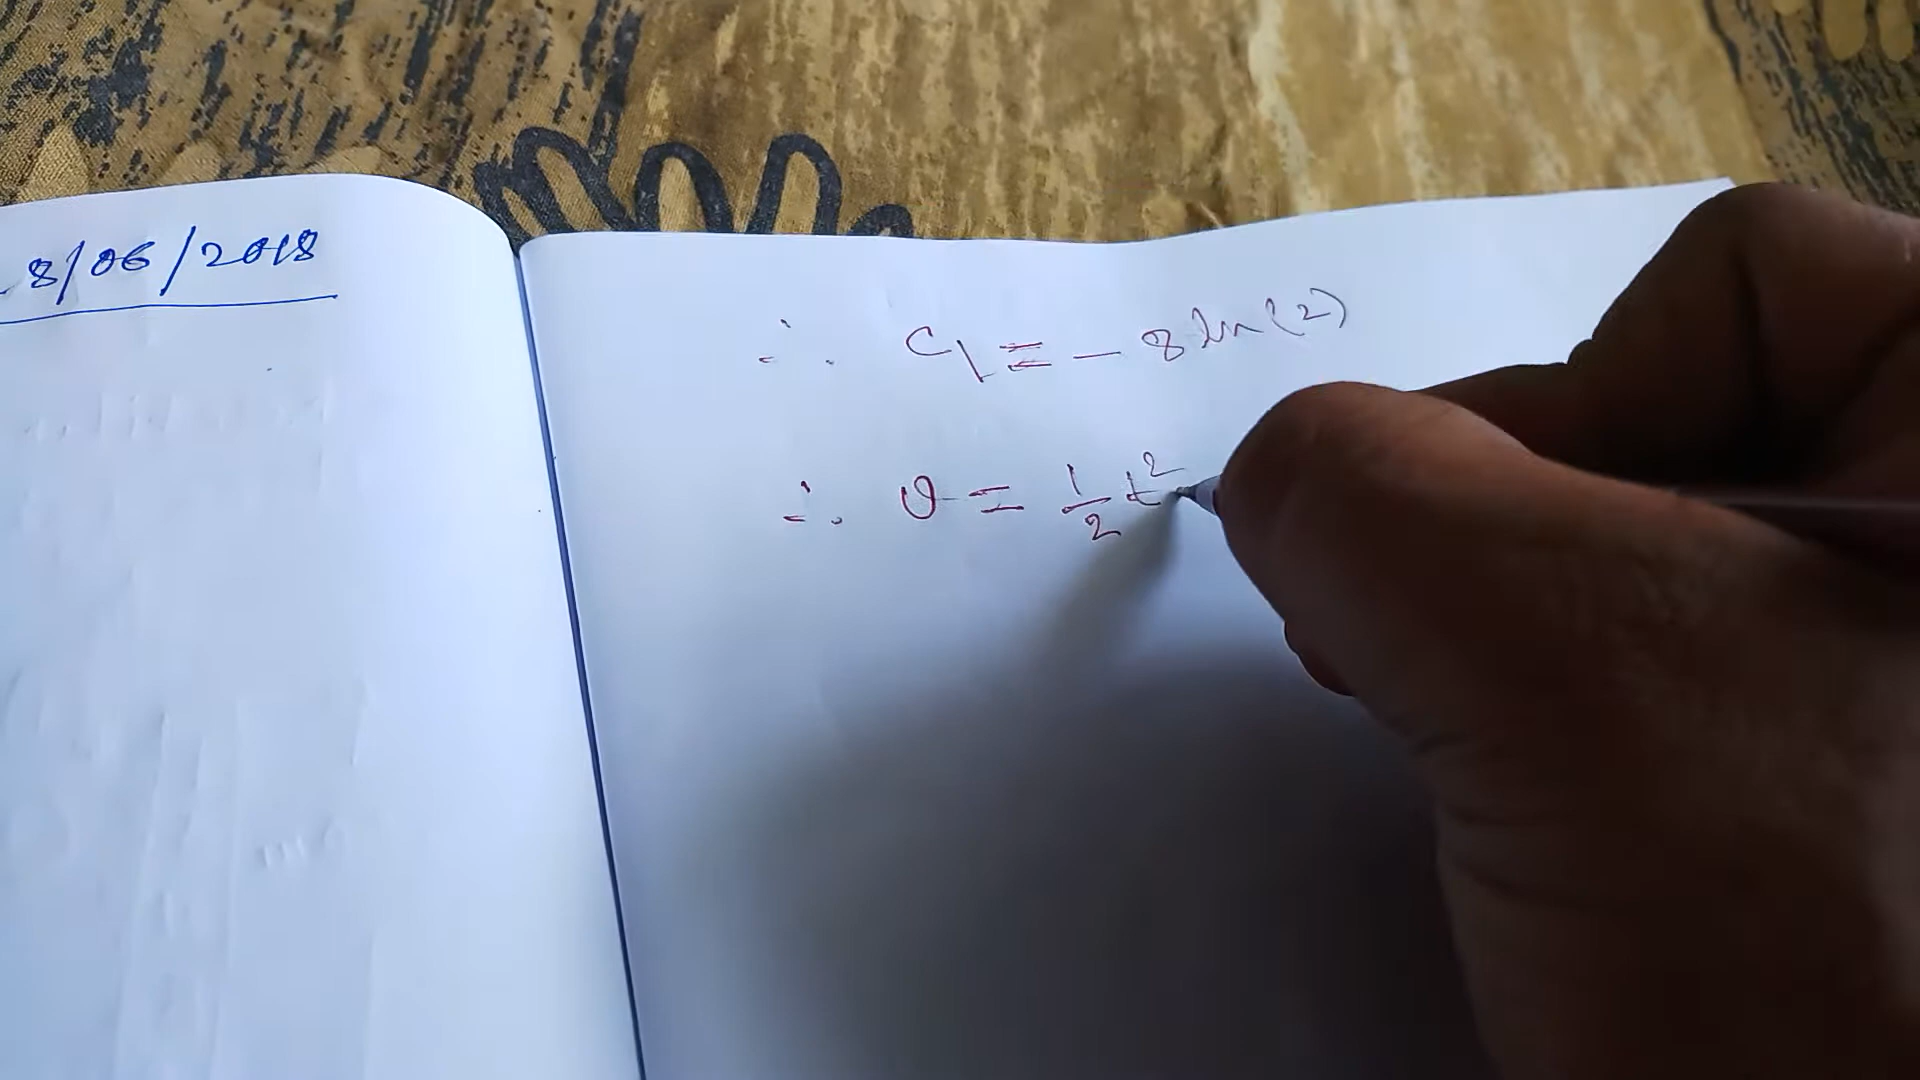 8/06/2018
∴ C₁ = - 8 ln(2)
∴ v = 1/2 t²